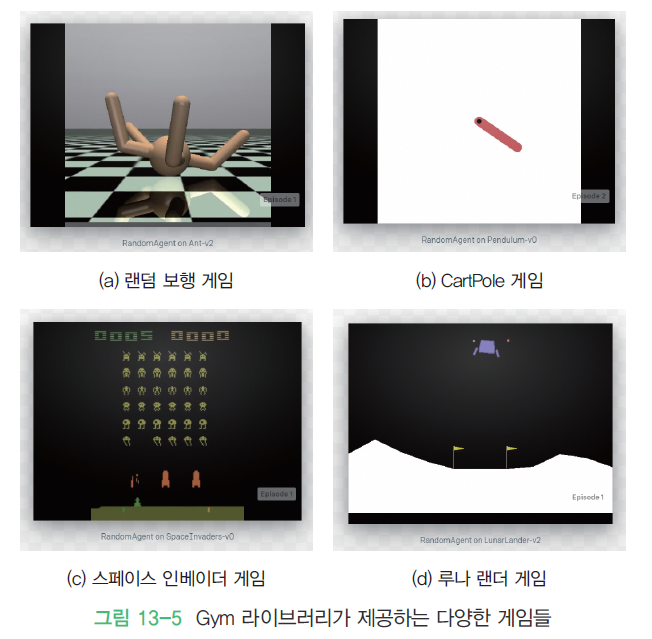 Episode 1
RandomAgent on Ant-v2
(a) 랜덤 보행 게임
Episode 2
RandomAgent on Pendulum-v0
(b) CartPole 게임
0005 0000
Episode 1
RandomAgent on SpaceInvaders-v0
(c) 스페이스 인베이더 게임
Episode 1
RandomAgent on LunarLander-v2
(d) 루나 랜더 게임
그림 13-5 Gym 라이브러리가 제공하는 다양한 게임들